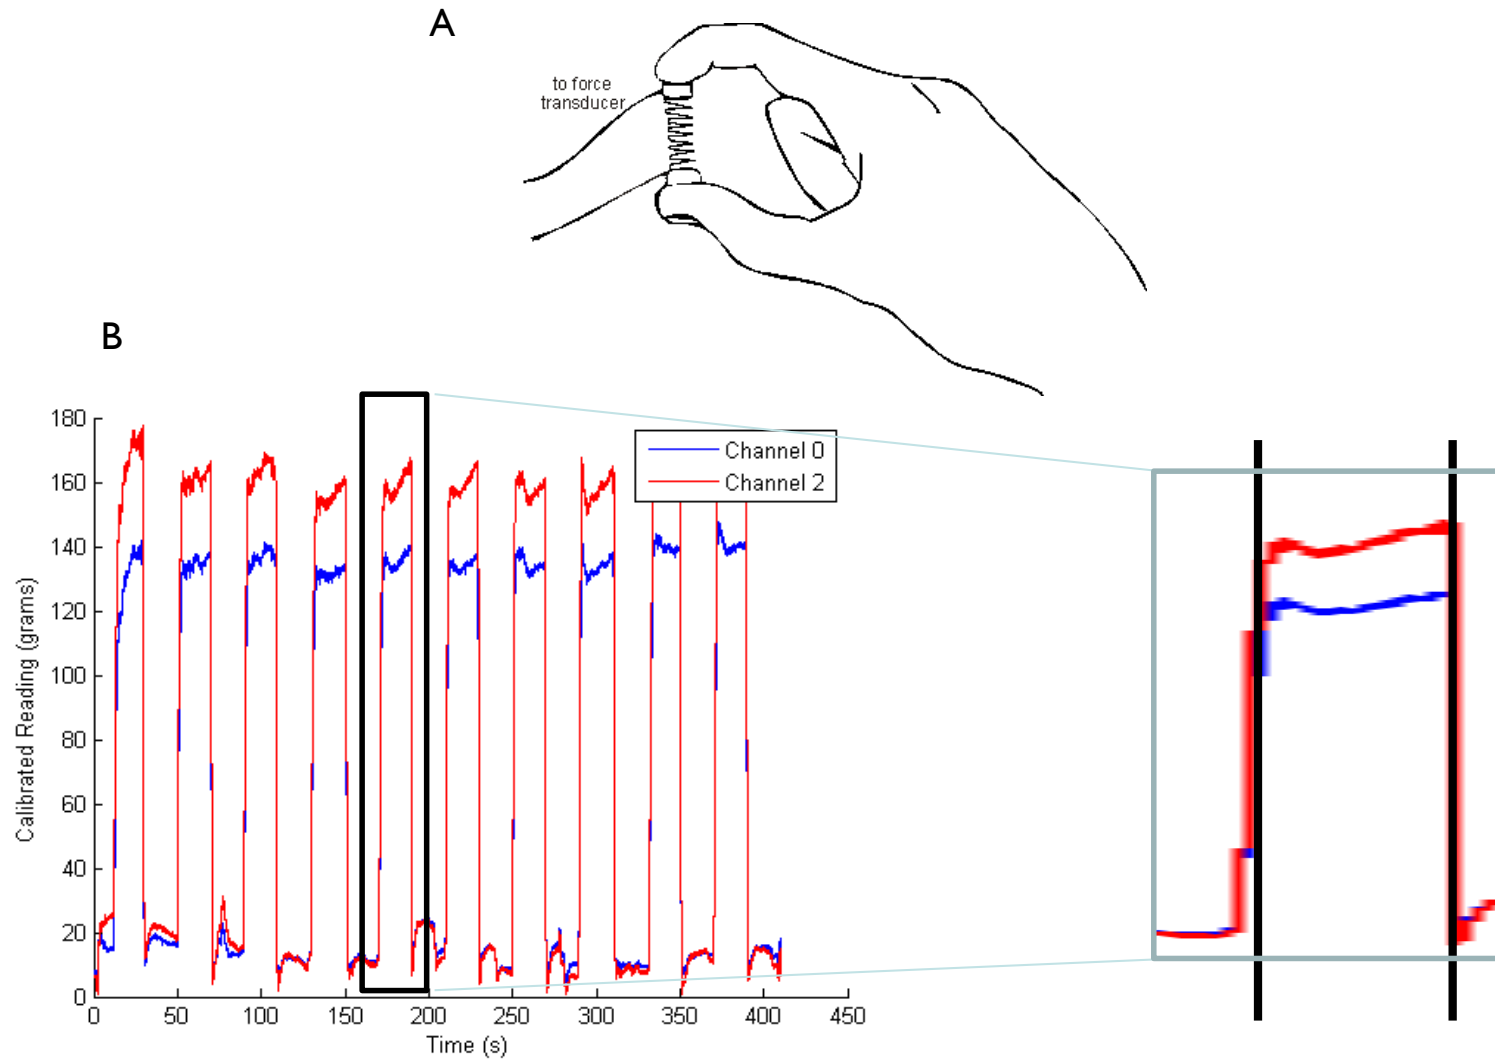 A
to force
transducer
B
Calibrated Reading (grams)
180
160
140
120
100
80
60
40
20
0
Channel 0
Channel 2
0 50 100 150 200 250 300 350 400 450
Time (s)